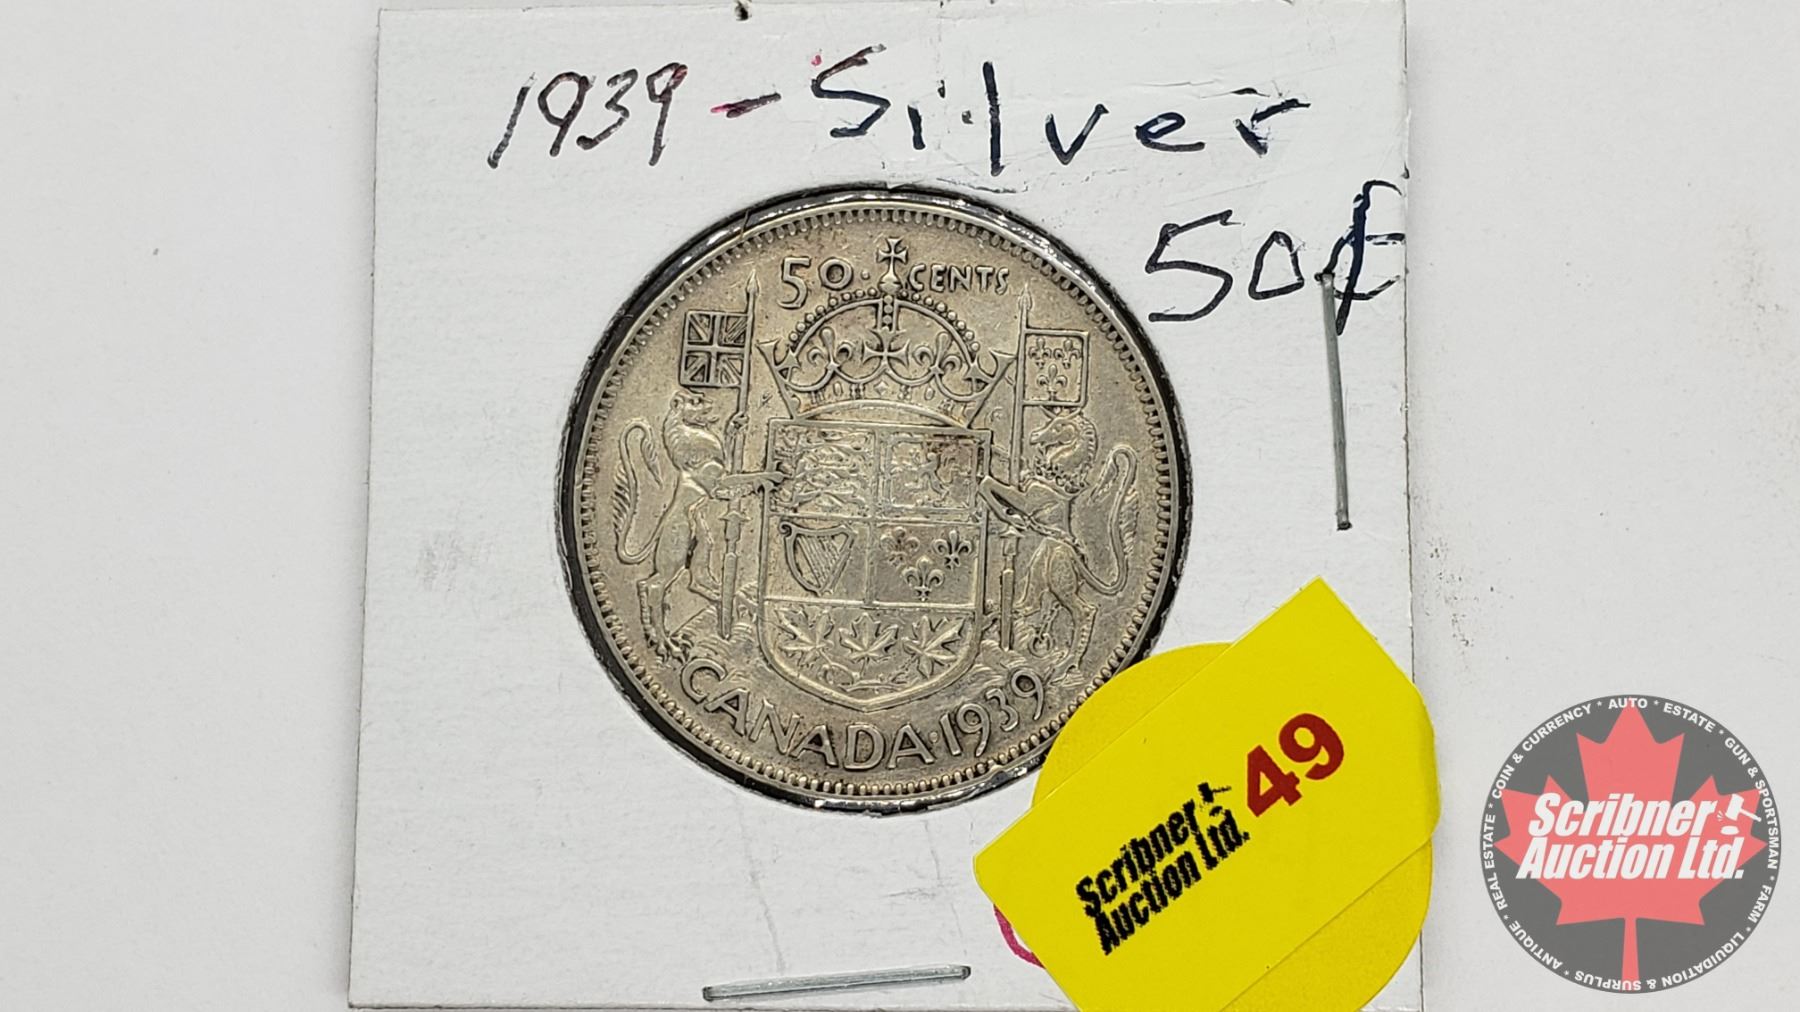 1939 - Silver
50¢
50 · CENTS
CANADA · 1939
49
Scribner
Auction Ltd.
* AUTO * ESTATE * GUN & SPORTSMAN * FARM * LIQUIDATION & SURPLUS * ANTIQUE * REAL ESTATE * COIN & CURRENCY
Scribner
Auction Ltd.